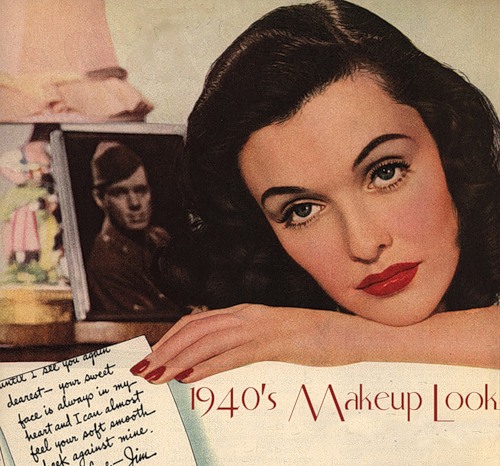 until I see you again
dearest— your sweet
face is always in my
heart and I can almost
feel your soft smooth
cheek against mine.
—Jim
1940's Makeup Look